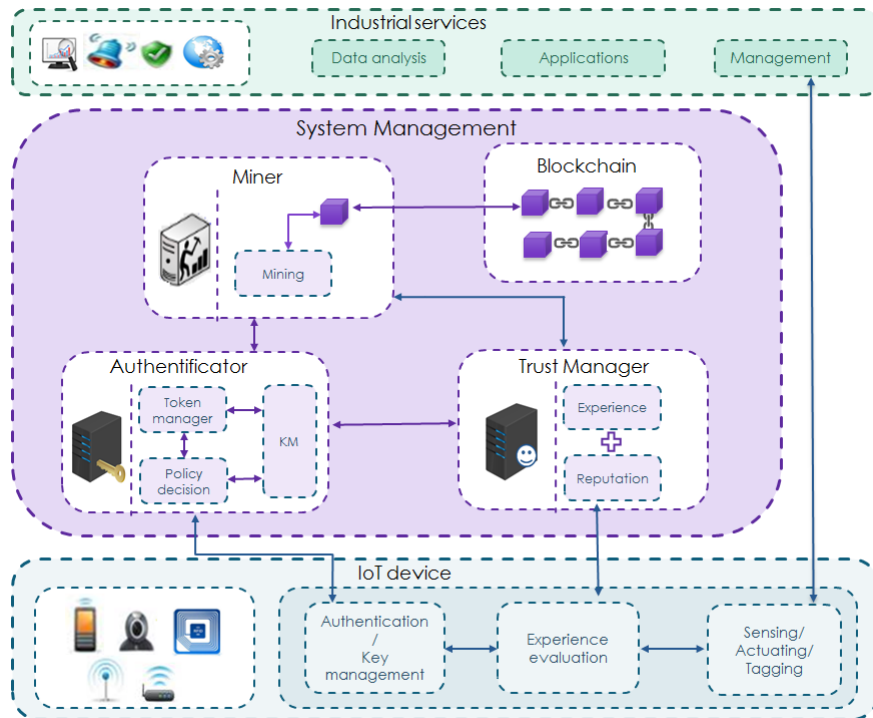 Industrial services
Data analysis
Applications
Management
System Management
Miner
Blockchain
Mining
Authentificator
Trust Manager
Token
manager
KM
Policy
decision
Experience
Reputation
IoT device
Authentication
/
Key
management
Experience
evaluation
Sensing/
Actuating/
Tagging